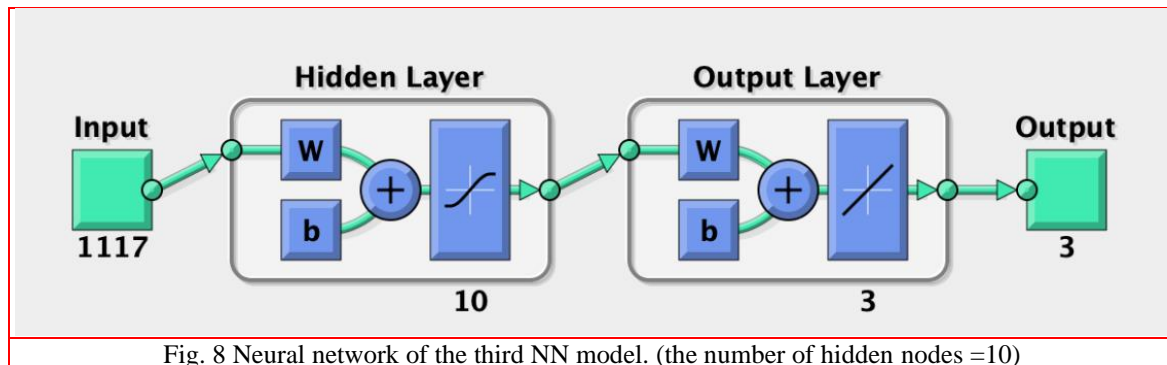 Hidden Layer
Output Layer
Input
Output
W
b
+
W
b
+
1117
10
3
3
Fig. 8 Neural network of the third NN model. (the number of hidden nodes =10)